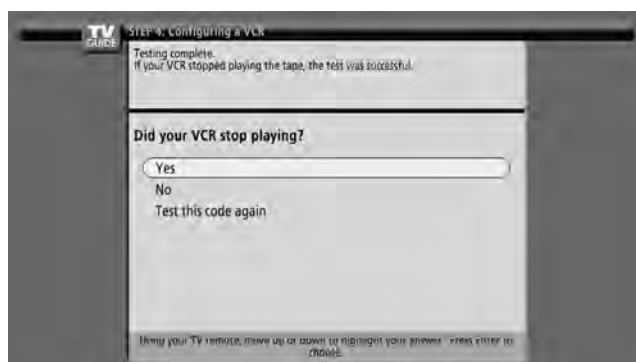 TV
GUIDE
STEP 4: Configuring a VCR
Testing complete.
If your VCR stopped playing the tape, the test was successful.
Did your VCR stop playing?
Yes
No
Test this code again
Using your TV remote, move up or down to highlight your answer. Press Enter to
choose.